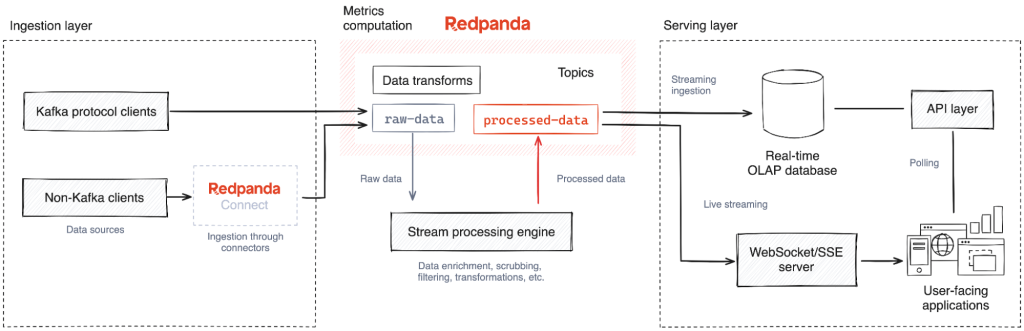 Ingestion layer
Kafka protocol clients
Non-Kafka clients
Data sources
Redpanda
Connect
Ingestion through
connectors
Metrics
computation
Redpanda
Data transforms
Topics
raw-data
processed-data
Raw data
Processed data
Stream processing engine
Data enrichment, scrubbing,
filtering, transformations, etc.
Serving layer
Streaming
ingestion
Real-time
OLAP database
API layer
Polling
Live streaming
WebSocket/SSE
server
User-facing
applications